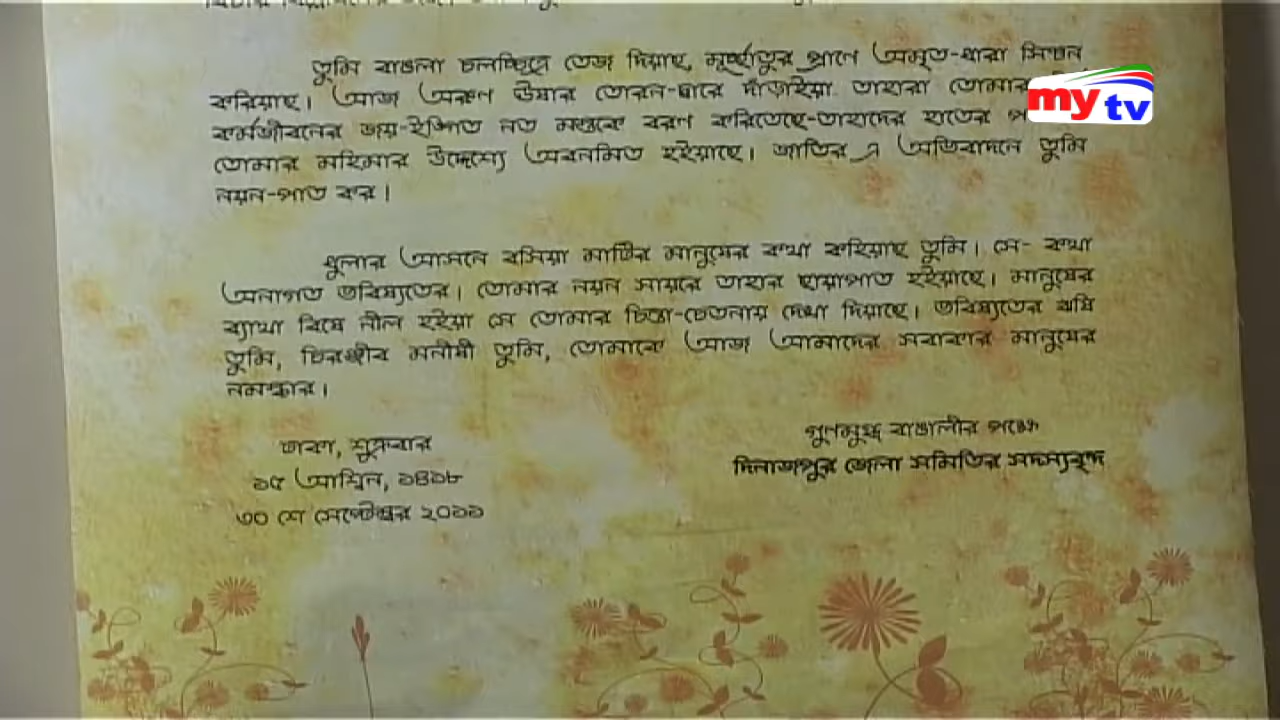 তুমি বাঙলা চলচ্চিত্রে তেজ দিয়াছ, মূর্চ্ছাতুর প্রাণে অমৃত-ধারা সিঞ্চন
করিয়াছ। আজ অরুণ উষার তোরন-দ্বারে দাঁড়াইয়া তাহারা তোমার
my tv
কর্মজীবনের জয়-ইঙ্গিত নত মস্তকে বরণ করিতেছে-তাহাদের হাতের
তোমার মহিমার উদ্দেশ্যে অবনমিত হইয়াছে। জাতির এ অভিবাদনে তুমি
নয়ন-পাত কর।
ধুলার আসনে বসিয়া মাটির মানুষের কথা কহিয়াছ তুমি। সে- কথা
অনাগত ভবিষ্যতের। তোমার নয়ন সায়রে তাহার ছায়াপাত হইয়াছে। মানুষের
ব্যাথা বিষে নীল হইয়া সে তোমার চিন্তা-চেতনায় দেখা দিয়াছে। ভবিষ্যতের ঋষি
তুমি, চিরঞ্জীব মনীষী তুমি, তোমাকে আজ আমাদের সবাকার মানুষের
নমস্কার।
ঢাকা, শুক্রবার
১৫ আশ্বিন, ১৪১৮
৩০ শে সেপ্টেম্বর ২০১১
গুণমুগ্ধ বাঙালীর পক্ষে
দিনাজপুর জেলা সমিতির সদস্যবৃন্দ